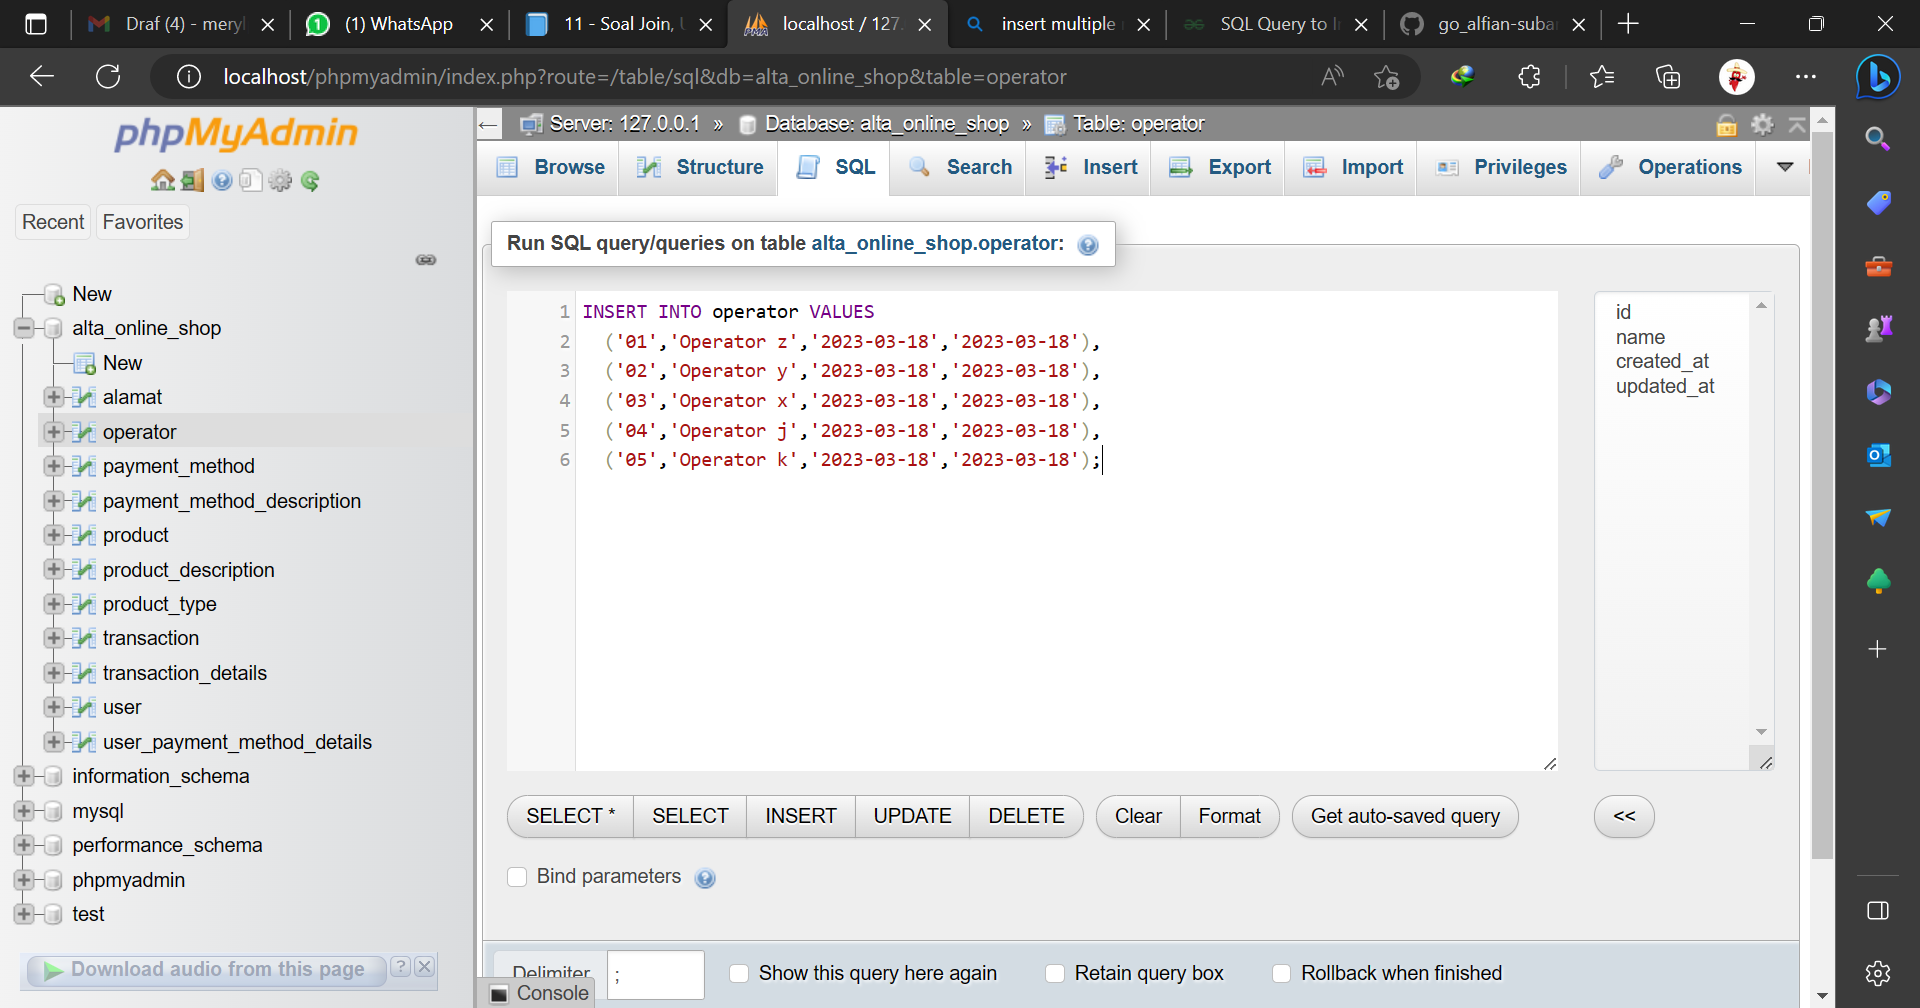 Draf (4) - meryl
(1) WhatsApp
11 - Soal Join, U
localhost / 127.
insert multiple
SQL Query to I
go_alfian-suba
localhost/phpmyadmin/index.php?route=/table/sql&db=alta_online_shop&table=operator
phpMyAdmin
Recent
Favorites
New
alta_online_shop
New
alamat
operator
payment_method
payment_method_description
product
product_description
product_type
transaction
transaction_details
user
user_payment_method_details
information_schema
mysql
performance_schema
phpmyadmin
test
Download audio from this page
Server: 127.0.0.1 » Database: alta_online_shop » Table: operator
Browse
Structure
SQL
Search
Insert
Export
Import
Privileges
Operations
Run SQL query/queries on table alta_online_shop.operator:
1 INSERT INTO operator VALUES
2 ('01','Operator z','2023-03-18','2023-03-18'),
3 ('02','Operator y','2023-03-18','2023-03-18'),
4 ('03','Operator x','2023-03-18','2023-03-18'),
5 ('04','Operator j','2023-03-18','2023-03-18'),
6 ('05','Operator k','2023-03-18','2023-03-18');
id
name
created_at
updated_at
SELECT *
SELECT
INSERT
UPDATE
DELETE
Clear
Format
Get auto-saved query
<<
Bind parameters
Delimiter
;
Show this query here again
Retain query box
Rollback when finished
Console